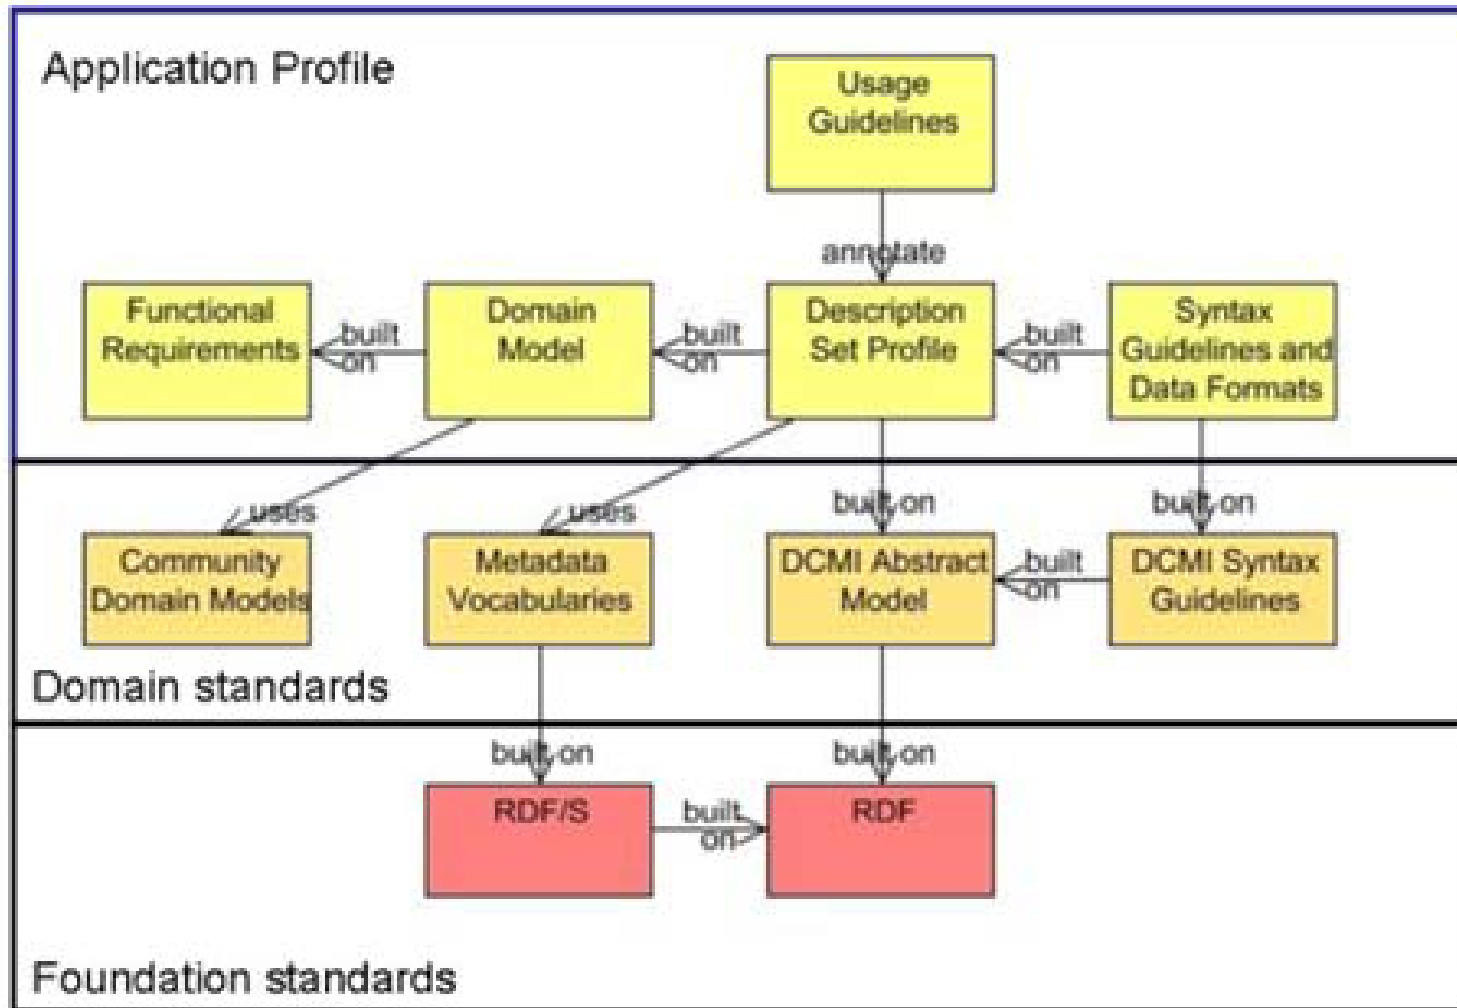 Application Profile
Usage
Guidelines
annotate
Functional
Requirements
built
on
Domain
Model
built
on
Description
Set Profile
built
on
Syntax
Guidelines and
Data Formats
uses
uses
built on
built on
Community
Domain Models
Metadata
Vocabularies
DCMI Abstract
Model
built
on
DCMI Syntax
Guidelines
Domain standards
built on
built on
RDF/S
built
on
RDF
Foundation standards